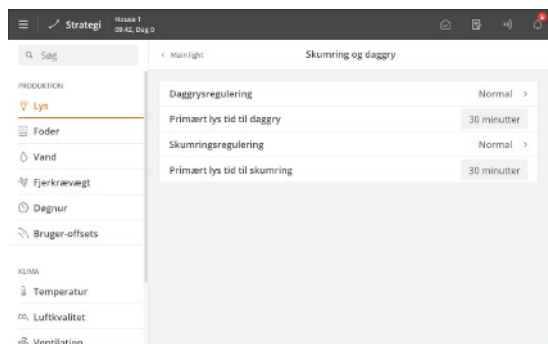 Strategi
House 1
09:42, Dag 0
Søg
Main light
Skumring og daggry
PRODUKTION
Lys
Foder
Vand
Fjerkrævægt
Døgnur
Bruger-offsets
KLIMA
Temperatur
CO₂ Luftkvalitet
Ventilation
Daggrysregulering Normal
Primært lys tid til daggry 30 minutter
Skumringsregulering Normal
Primært lys tid til skumring 30 minutter